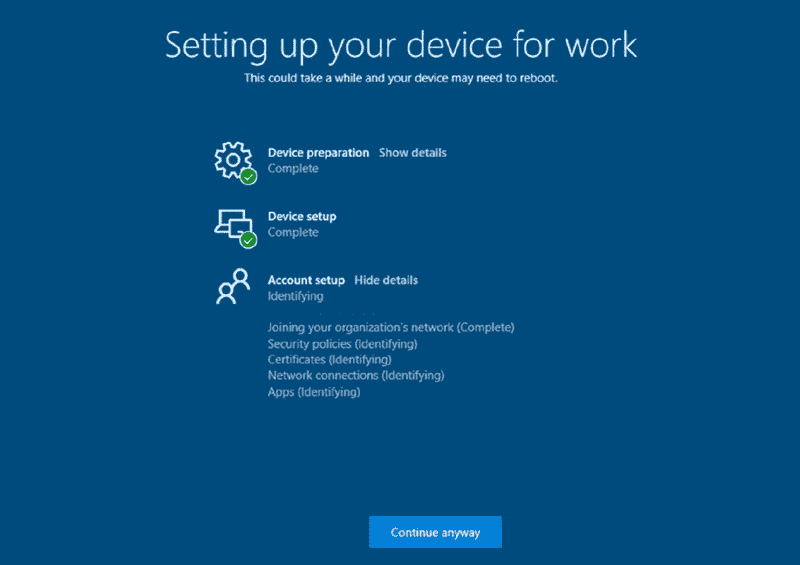 Setting up your device for work
This could take a while and your device may need to reboot.
Device preparation Show details
Complete
Device setup
Complete
Account setup Hide details
Identifying
Joining your organization's network (Complete)
Security policies (Identifying)
Certificates (Identifying)
Network connections (Identifying)
Apps (Identifying)
Continue anyway